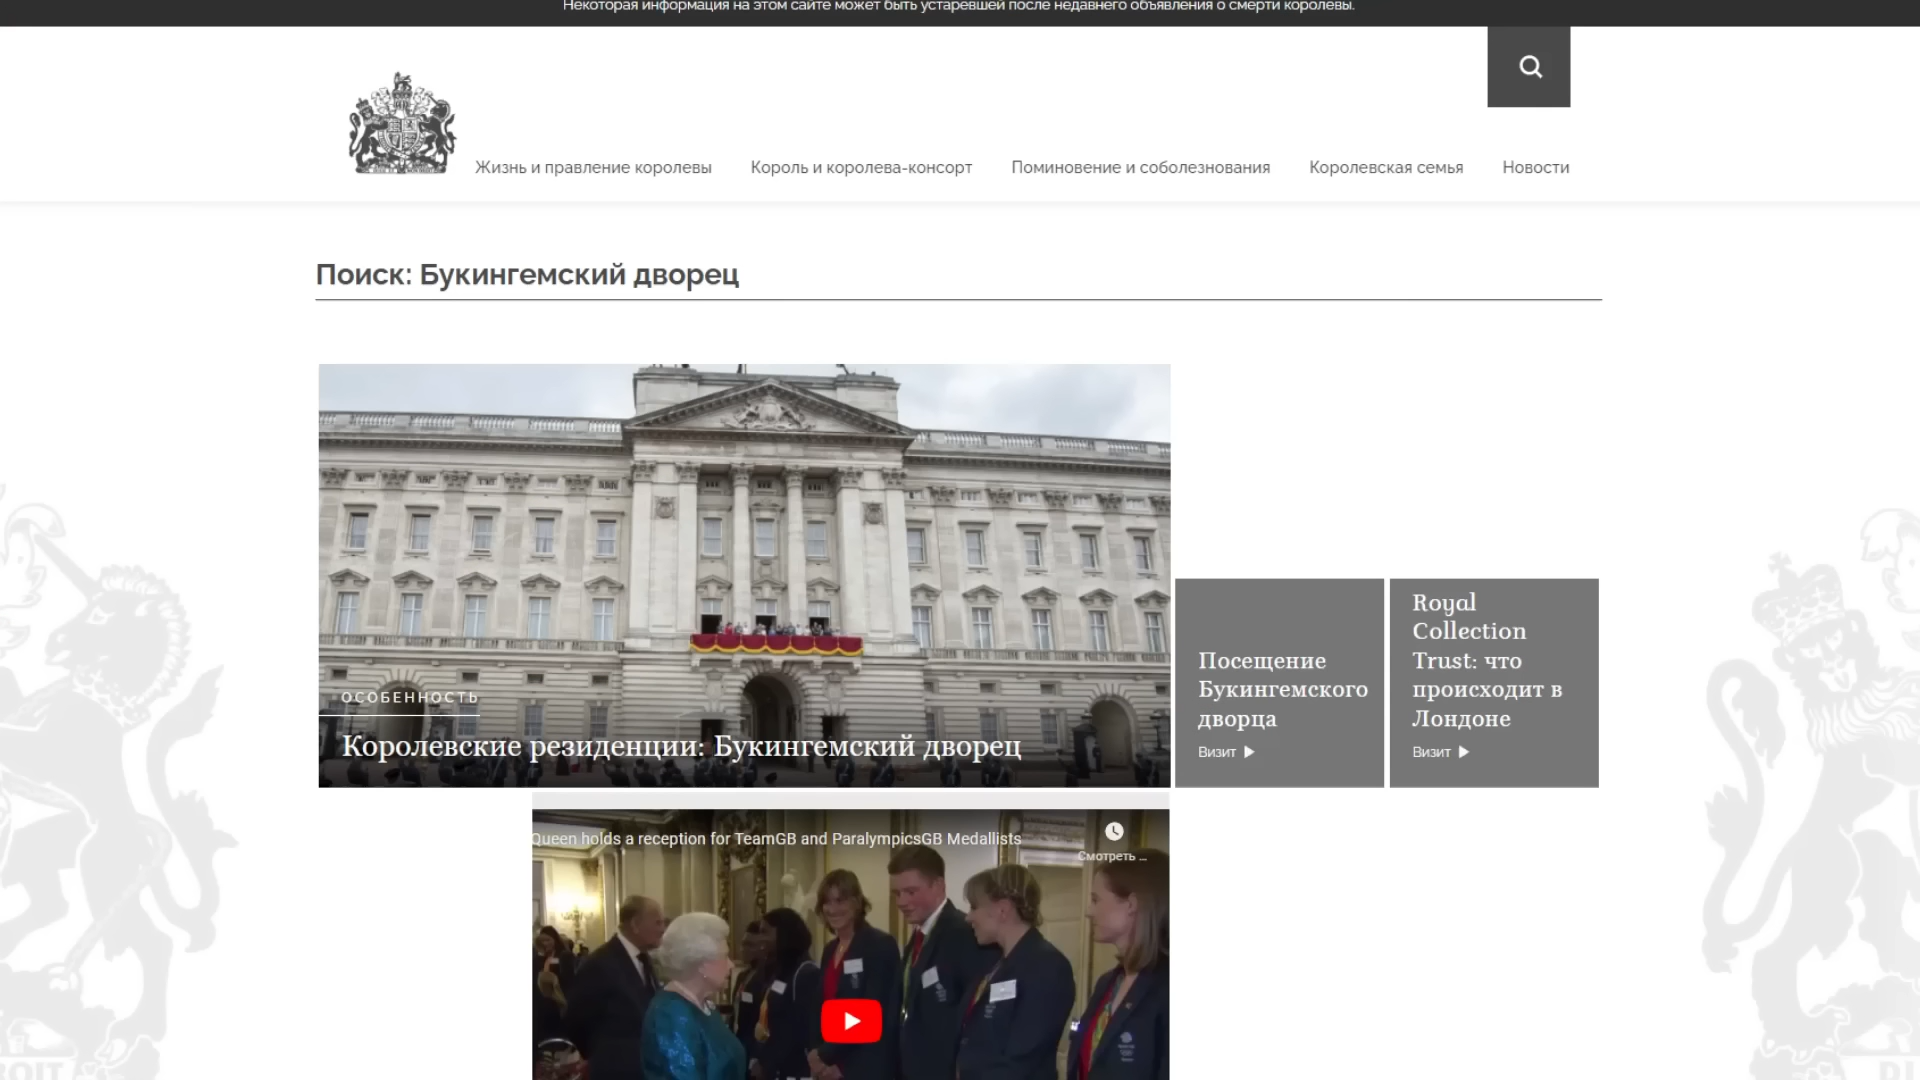 Некоторая информация на этом сайте может быть устаревшей после недавнего объявления о смерти королевы.
Жизнь и правление королевы
Король и королева-консорт
Поминовение и соболезнования
Королевская семья
Новости
Поиск: Букингемский дворец
ОСОБЕННОСТЬ
Королевские резиденции: Букингемский дворец
Посещение
Букингемского
дворца
Визит
Royal
Collection
Trust: что
происходит в
Лондоне
Визит
Queen holds a reception for TeamGB and ParalympicsGB Medallists
Смотреть ...